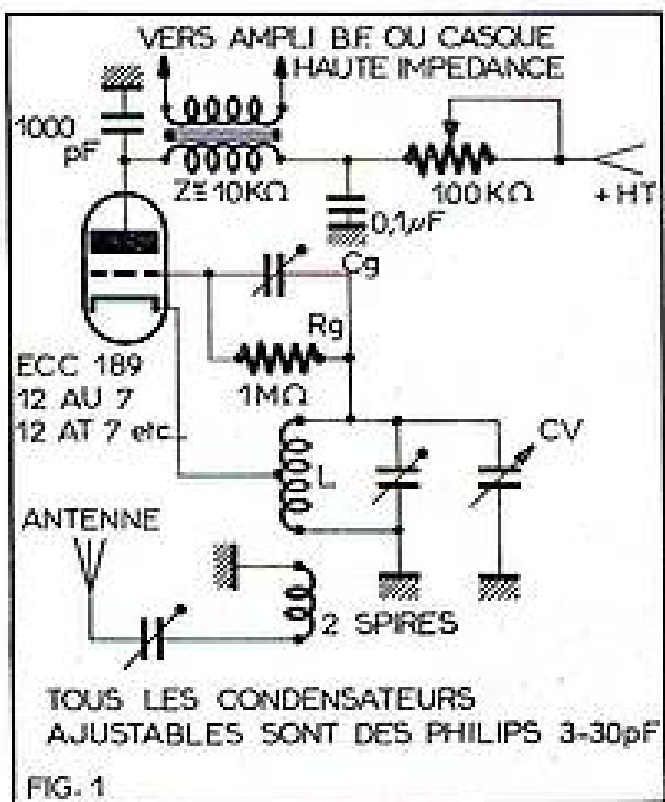 VERS AMPLI B.F. OU CASQUE
HAUTE IMPEDANCE
1000
pF
Z≡10KΩ
100KΩ
+HT
0,1µF
Cg
Rg
1MΩ
ECC 189
12 AU 7
12 AT 7 etc...
L
CV
ANTENNE
2 SPIRES
TOUS LES CONDENSATEURS
AJUSTABLES SONT DES PHILIPS 3-30pF
FIG. 1